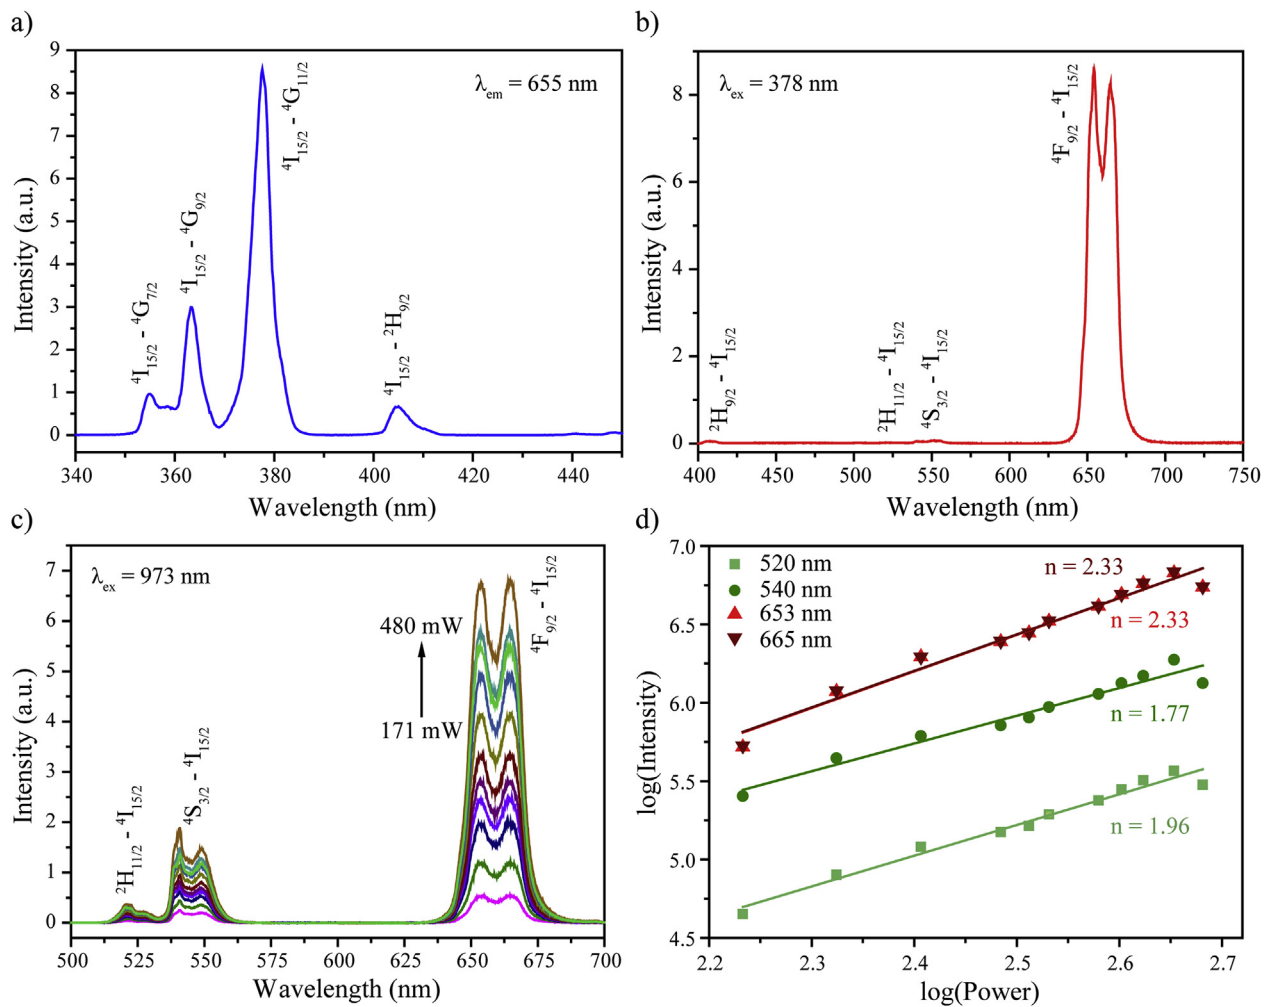 a)
9
8
7
6
5
4
3
2
1
0
340
360
380
400
420
440
Intensity (a.u.)
Wavelength (nm)
λem = 655 nm
⁴I15/2 - ⁴G7/2
⁴I15/2 - ⁴G9/2
⁴I15/2 - ⁴G11/2
⁴I15/2 - ²H9/2
b)
8
6
4
2
0
400
450
500
550
600
650
700
750
Intensity (a.u.)
Wavelength (nm)
λex = 378 nm
²H9/2 - ⁴I15/2
²H11/2 - ⁴I15/2
⁴S3/2 - ⁴I15/2
⁴F9/2 - ⁴I15/2
c)
7
6
5
4
3
2
1
0
500
525
550
575
600
625
650
675
700
Intensity (a.u.)
Wavelength (nm)
λex = 973 nm
480 mW
171 mW
²H11/2 - ⁴I15/2
⁴S3/2 - ⁴I15/2
⁴F9/2 - ⁴I15/2
d)
7.0
6.5
6.0
5.5
5.0
4.5
2.2
2.3
2.4
2.5
2.6
2.7
log(Intensity)
log(Power)
520 nm
540 nm
653 nm
665 nm
n = 2.33
n = 2.33
n = 1.77
n = 1.96